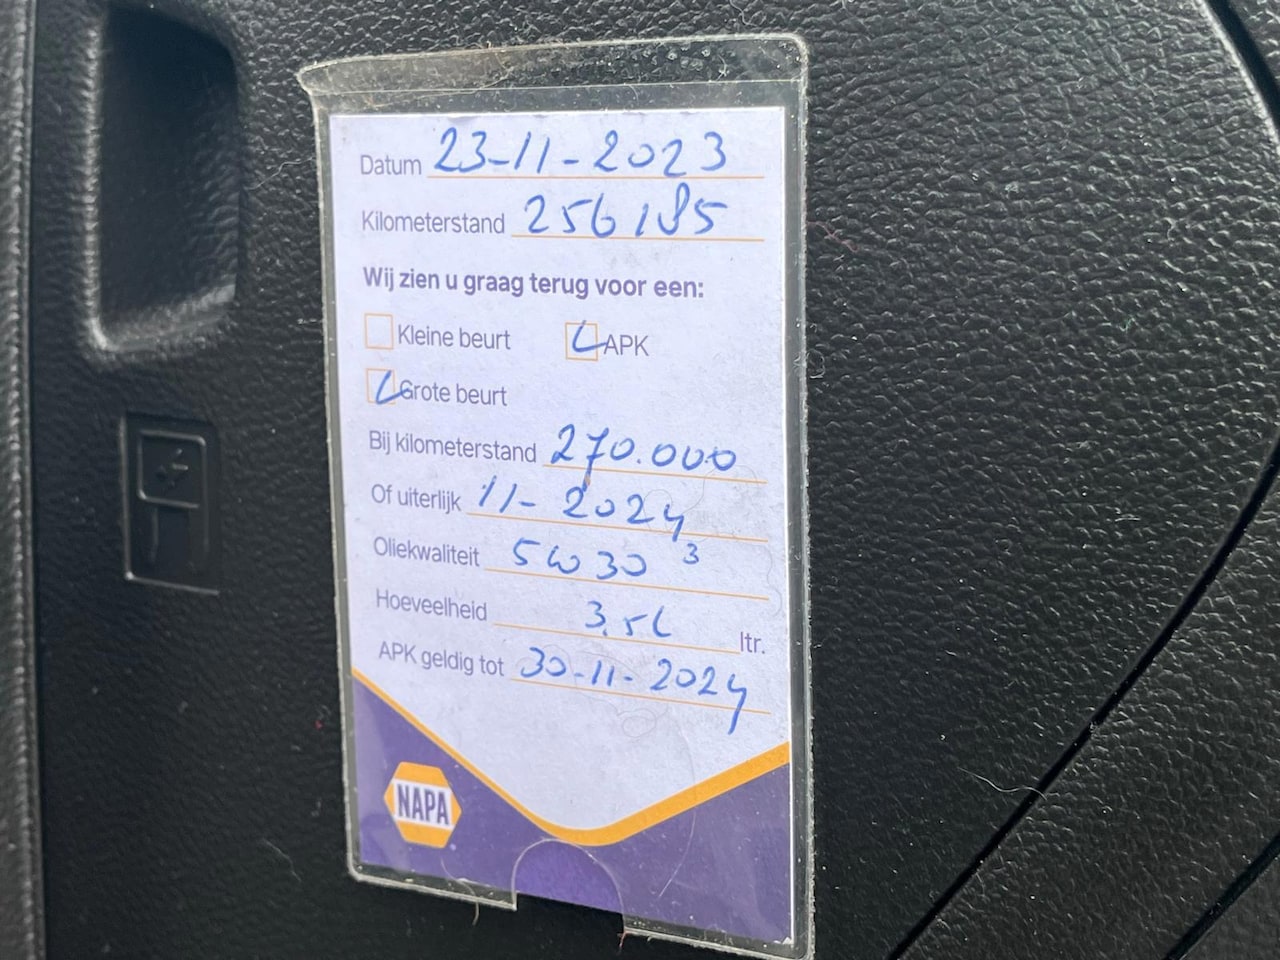 Datum 23-11-2023
Kilometerstand 256185
Wij zien u graag terug voor een:
Kleine beurt APK
Grote beurt
Bij kilometerstand 270.000
Of uiterlijk 11-2024
Oliekwaliteit 5W30 3
Hoeveelheid 3.5L ltr.
APK geldig tot 30-11-2024
NAPA